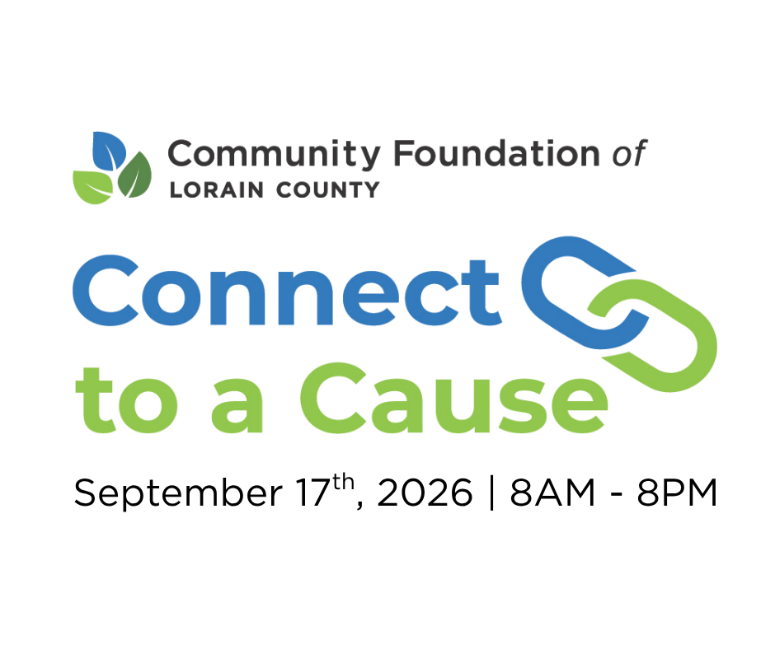 Community Foundation of
LORAIN COUNTY
Connect
to a Cause
September 17th, 2026 | 8AM - 8PM